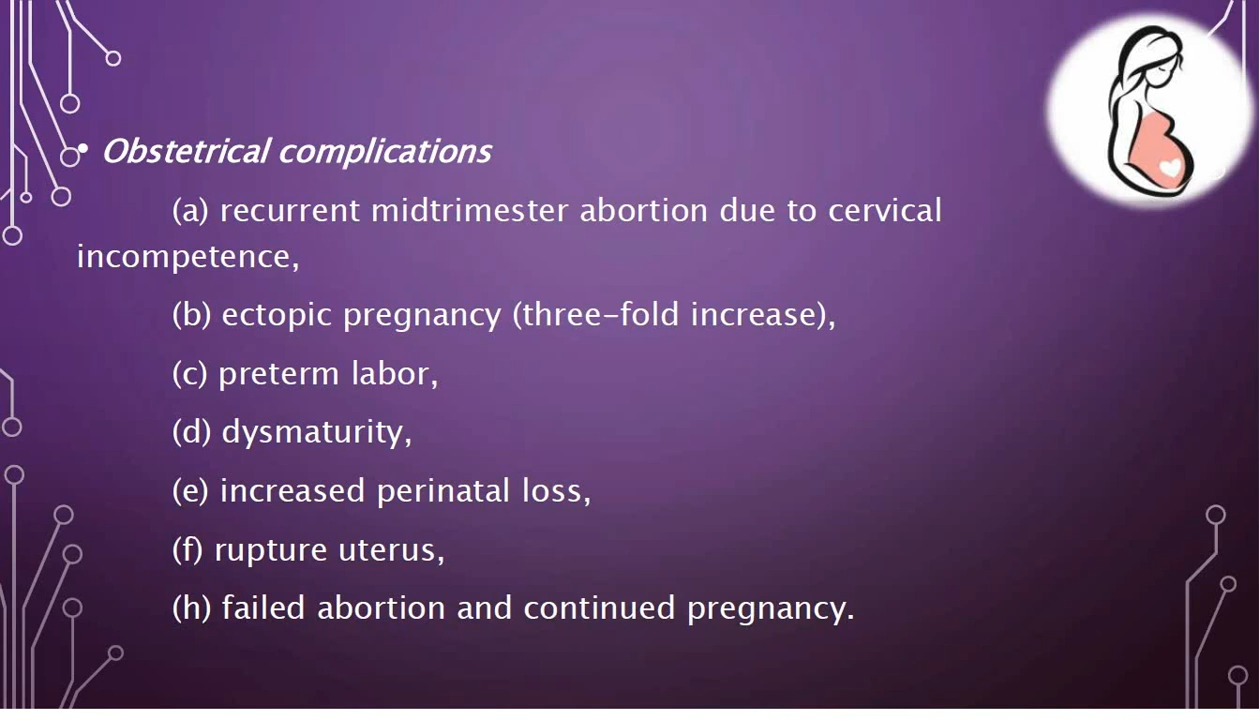 • Obstetrical complications
(a) recurrent midtrimester abortion due to cervical
incompetence,
(b) ectopic pregnancy (three-fold increase),
(c) preterm labor,
(d) dysmaturity,
(e) increased perinatal loss,
(f) rupture uterus,
(h) failed abortion and continued pregnancy.